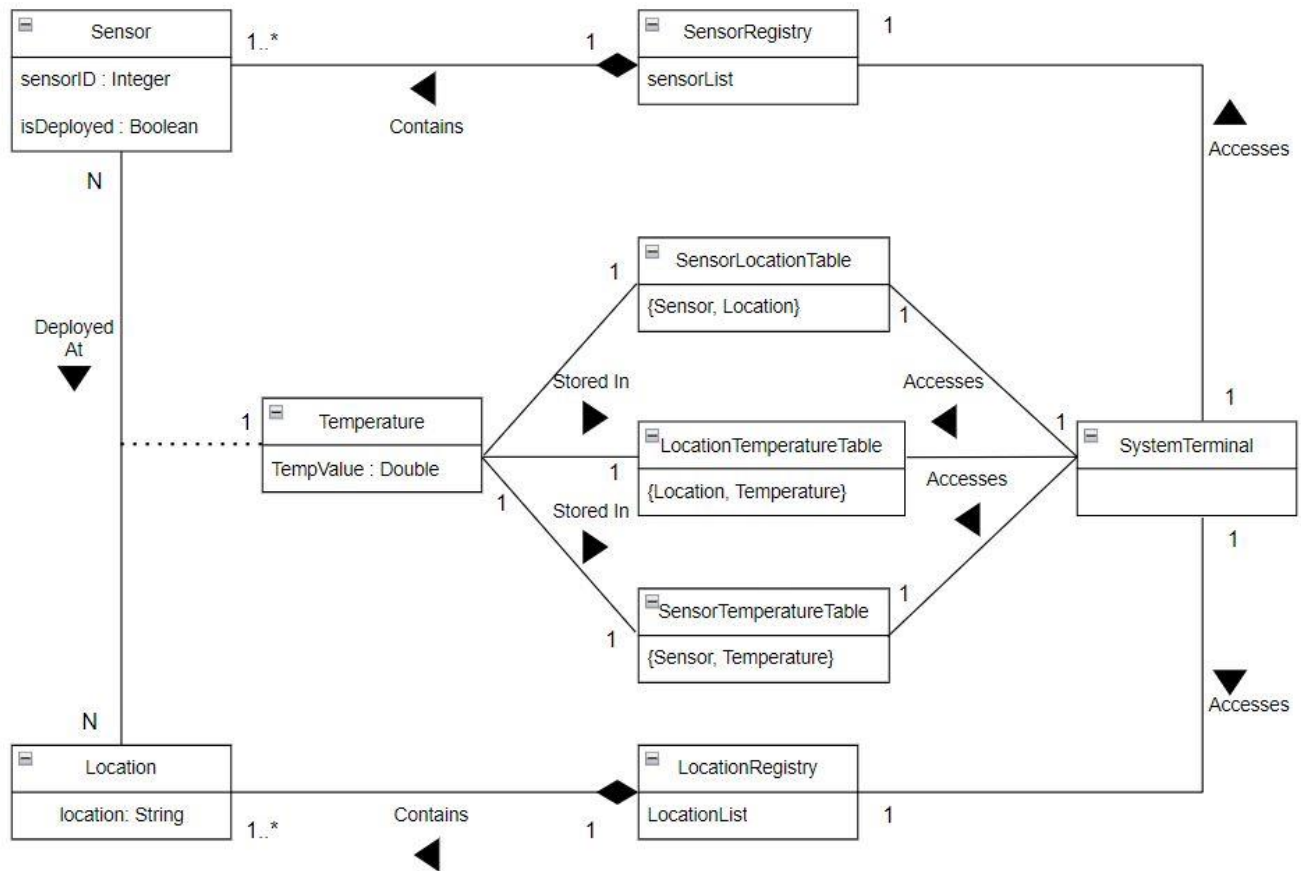 Sensor
sensorID : Integer
isDeployed : Boolean
1..*
Contains
1
SensorRegistry
sensorList
1
Accesses
N
Deployed
At
N
1
Temperature
TempValue : Double
1
Stored In
Stored In
1
1
1
SensorLocationTable
{Sensor, Location}
1
LocationTemperatureTable
{Location, Temperature}
SensorTemperatureTable
{Sensor, Temperature}
1
Accesses
Accesses
1
1
SystemTerminal
1
Accesses
Location
location: String
1..*
Contains
1
LocationRegistry
LocationList
1